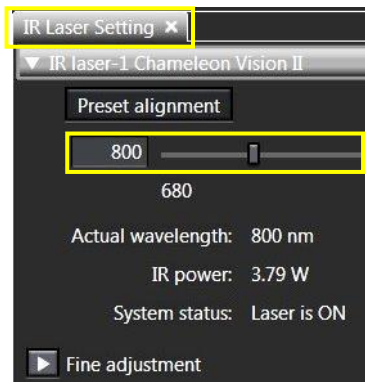 IR Laser Setting ×
IR laser-1 Chameleon Vision II
Preset alignment
800
680
Actual wavelength: 800 nm
IR power: 3.79 W
System status: Laser is ON
Fine adjustment